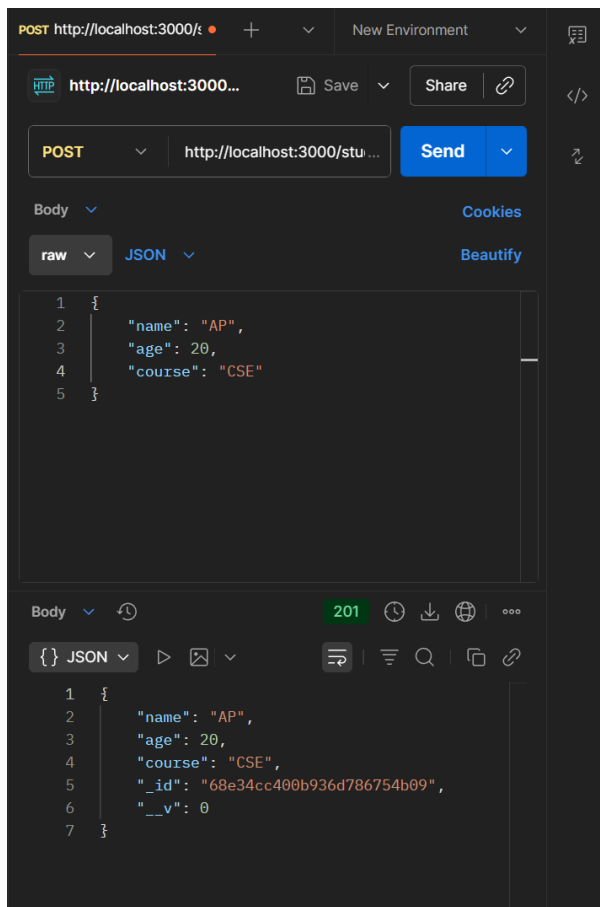 POST http://localhost:3000/s
New Environment
HTTP http://localhost:3000... Save Share
POST http://localhost:3000/stu... Send
Body Cookies
raw JSON Beautify
1 {
2 "name": "AP",
3 "age": 20,
4 "course": "CSE"
5 }
Body 201
{} JSON
1 {
2 "name": "AP",
3 "age": 20,
4 "course": "CSE",
5 "_id": "68e34cc400b936d786754b09",
6 "__v": 0
7 }